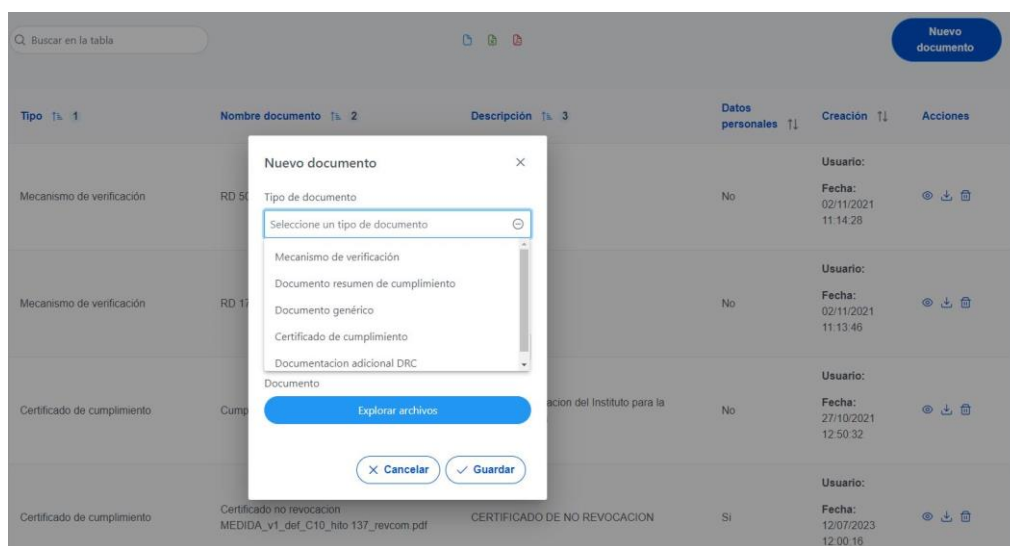 Buscar en la tabla
Nuevo
documento
Tipo 1
Nombre documento 2
Descripción 3
Datos
personales
Creación
Acciones
Mecanismo de verificación
RD 50
No
Usuario:
Fecha:
02/11/2021
11:14:28
Mecanismo de verificación
RD 17
No
Usuario:
Fecha:
02/11/2021
11:13:46
Certificado de cumplimiento
Cump
acion del Instituto para la
No
Usuario:
Fecha:
27/10/2021
12:50:32
Certificado de cumplimiento
Certificado no revocacion
MEDIDA_v1_def_C10_hito 137_revcom.pdf
CERTIFICADO DE NO REVOCACION
Si
Usuario:
Fecha:
12/07/2023
12:00:16
Nuevo documento
Tipo de documento
Seleccione un tipo de documento
Mecanismo de verificación
Documento resumen de cumplimiento
Documento genérico
Certificado de cumplimiento
Documentacion adicional DRC
Documento
Explorar archivos
Cancelar
Guardar